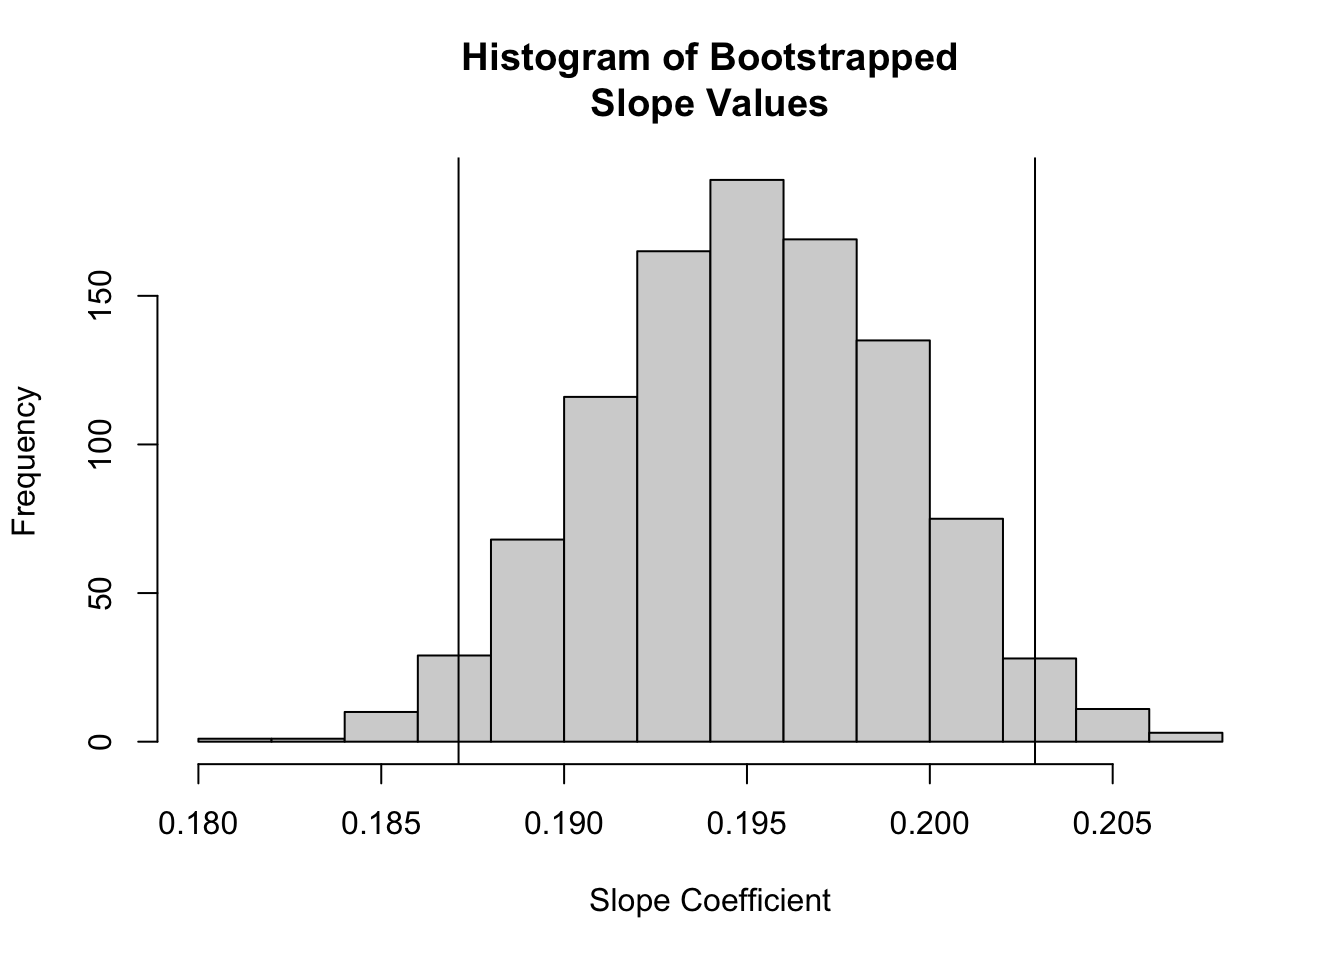 Histogram of Bootstrapped
Slope Values
Frequency
150
100
50
0
0.180 0.185 0.190 0.195 0.200 0.205
Slope Coefficient